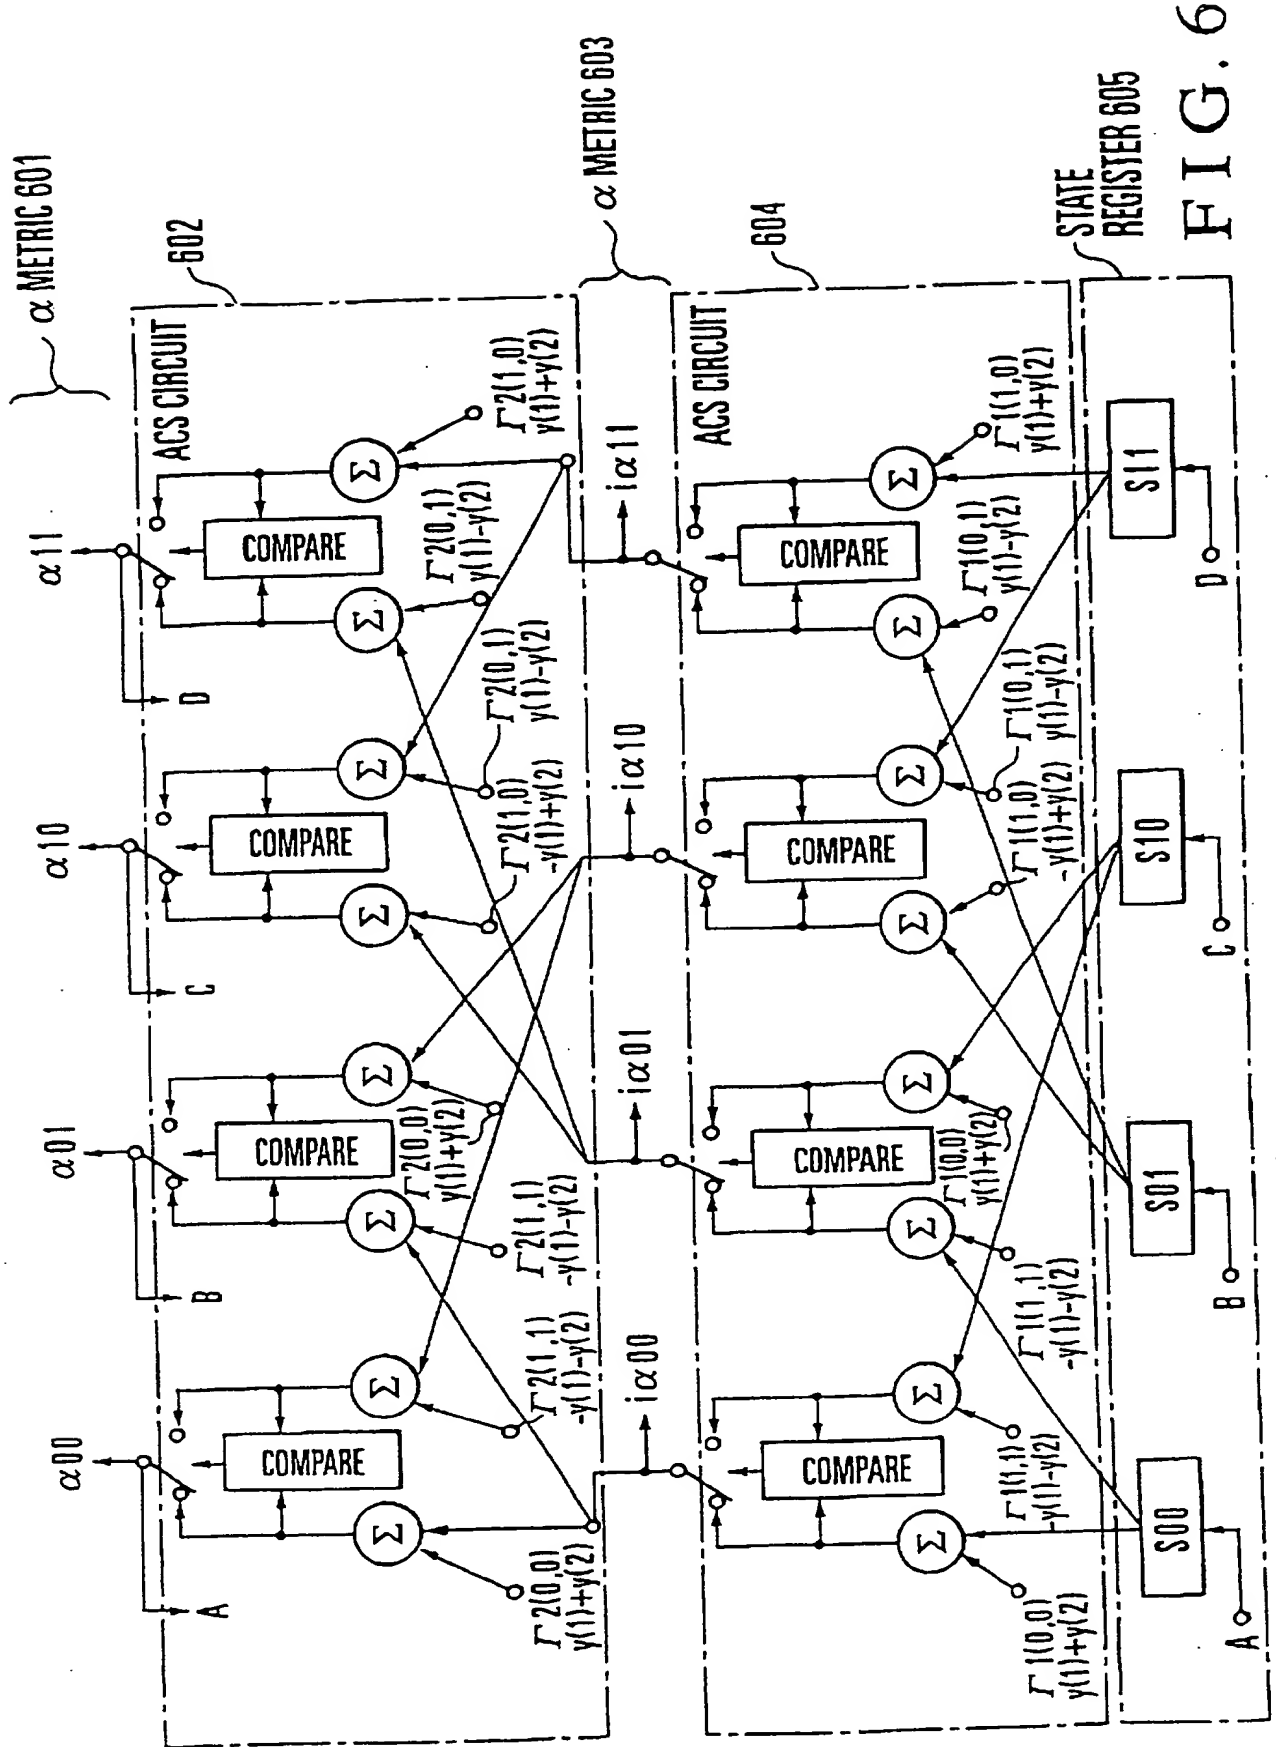 α METRIC 601
α00
α01
α10
α11
602
ACS CIRCUIT
A
B
C
D
COMPARE
COMPARE
COMPARE
COMPARE
Σ
Σ
Σ
Σ
Σ
Σ
Σ
Σ
Γ2(0,0)
y(1)+y(2)
Γ2(1,1)
-y(1)-y(2)
Γ2(1,1)
-y(1)-y(2)
Γ2(0,0)
y(1)+y(2)
Γ2(1,0)
-y(1)+y(2)
Γ2(0,1)
y(1)-y(2)
Γ2(0,1)
y(1)-y(2)
Γ2(1,0)
y(1)+y(2)
α METRIC 603
iα00
iα01
iα10
iα11
604
ACS CIRCUIT
COMPARE
COMPARE
COMPARE
COMPARE
Σ
Σ
Σ
Σ
Σ
Σ
Σ
Σ
Γ1(0,0)
y(1)+y(2)
Γ1(1,1)
-y(1)-y(2)
Γ1(1,1)
-y(1)-y(2)
Γ1(0,0)
y(1)+y(2)
Γ1(1,0)
-y(1)+y(2)
Γ1(0,1)
y(1)-y(2)
Γ1(0,1)
y(1)-y(2)
Γ1(1,0)
y(1)+y(2)
STATE
REGISTER 605
S00
S01
S10
S11
A
B
C
D
FIG. 6